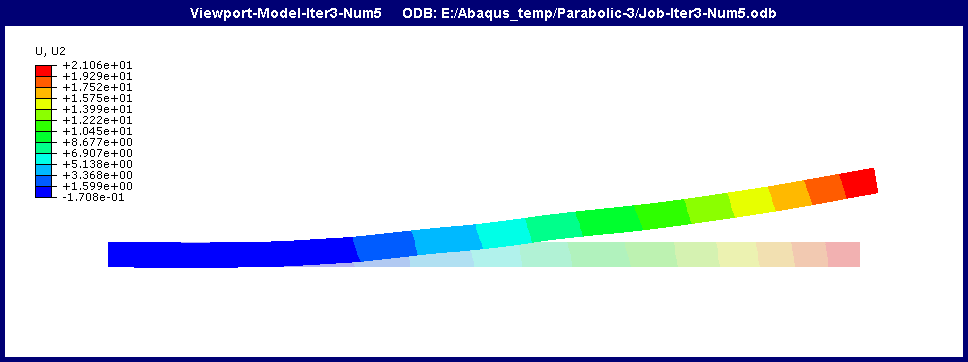 Viewport-Model-Iter3-Num5 ODB: E:/Abaqus_temp/Parabolic-3/Job-Iter3-Num5.odb
U, U2
+2.106e+01
+1.929e+01
+1.752e+01
+1.575e+01
+1.399e+01
+1.222e+01
+1.045e+01
+8.677e+00
+6.907e+00
+5.138e+00
+3.368e+00
+1.599e+00
-1.708e-01